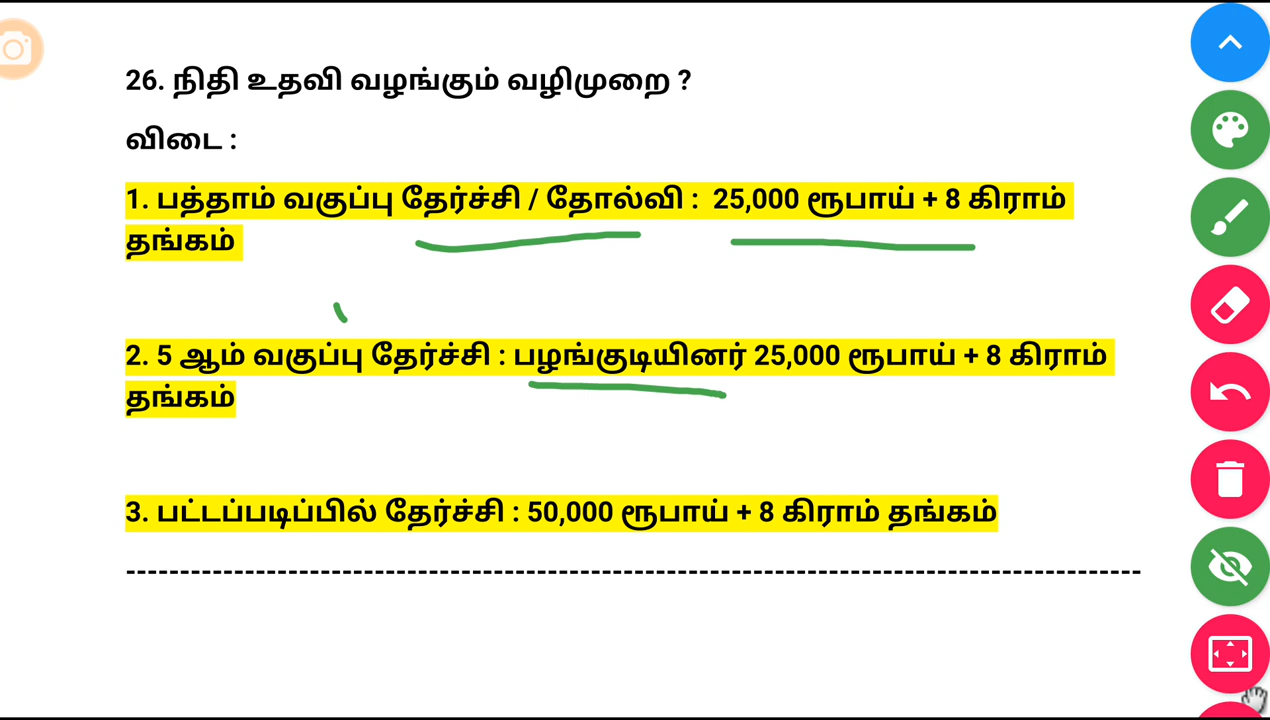 26. நிதி உதவி வழங்கும் வழிமுறை ?
விடை :
1. பத்தாம் வகுப்பு தேர்ச்சி / தோல்வி : 25,000 ரூபாய் + 8 கிராம்
தங்கம்
2. 5 ஆம் வகுப்பு தேர்ச்சி : பழங்குடியினர் 25,000 ரூபாய் + 8 கிராம்
தங்கம்
3. பட்டப்படிப்பில் தேர்ச்சி : 50,000 ரூபாய் + 8 கிராம் தங்கம்